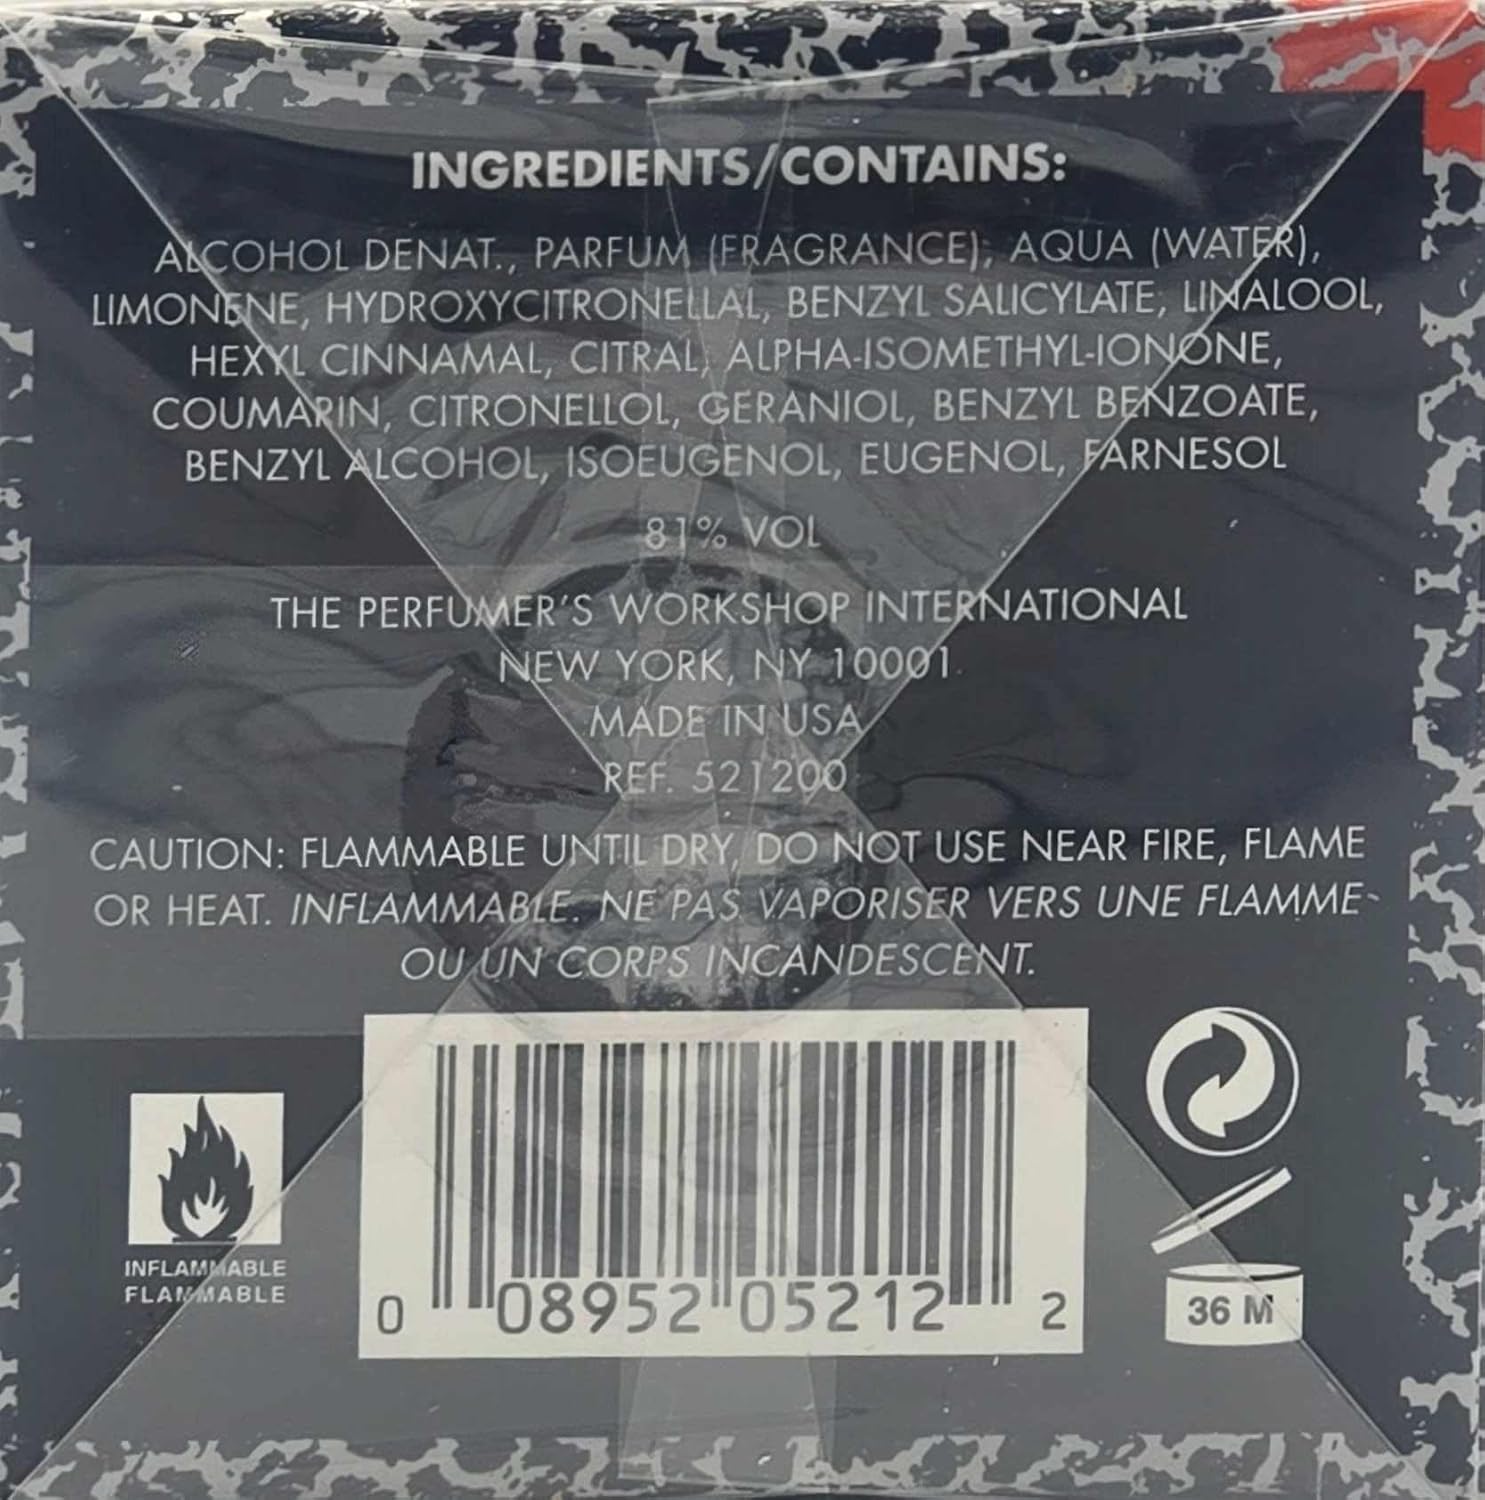 INGREDIENTS/CONTAINS:
ALCOHOL DENAT., PARFUM (FRAGRANCE), AQUA (WATER),
LIMONENE, HYDROXYCITRONELLAL, BENZYL SALICYLATE, LINALOOL,
HEXYL CINNAMAL, CITRAL, ALPHA-ISOMETHYL-IONONE,
COUMARIN, CITRONELLOL, GERANIOL, BENZYL BENZOATE,
BENZYL ALCOHOL, ISOEUGENOL, EUGENOL, FARNESOL
81% VOL
THE PERFUMER'S WORKSHOP INTERNATIONAL
NEW YORK, NY 10001
MADE IN USA
REF. 521200
CAUTION: FLAMMABLE UNTIL DRY, DO NOT USE NEAR FIRE, FLAME
OR HEAT. INFLAMMABLE. NE PAS VAPORISER VERS UNE FLAMME
OU UN CORPS INCANDESCENT.
INFLAMMABLE
FLAMMABLE
0 08952 05212 2
36 M